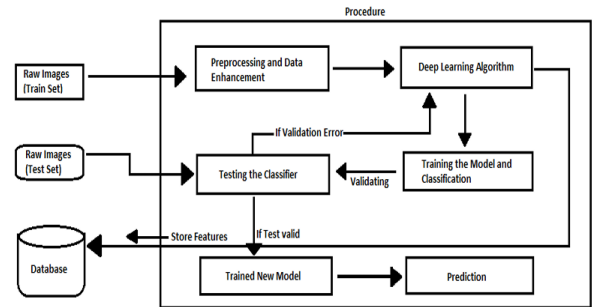 Procedure
Raw Images
(Train Set)
Preprocessing and Data
Enhancement
Deep Learning Algorithm
If Validation Error
Raw Images
(Test Set)
Testing the Classifier
Validating
Training the Model and
Classification
Store Features
If Test valid
Database
Trained New Model
Prediction